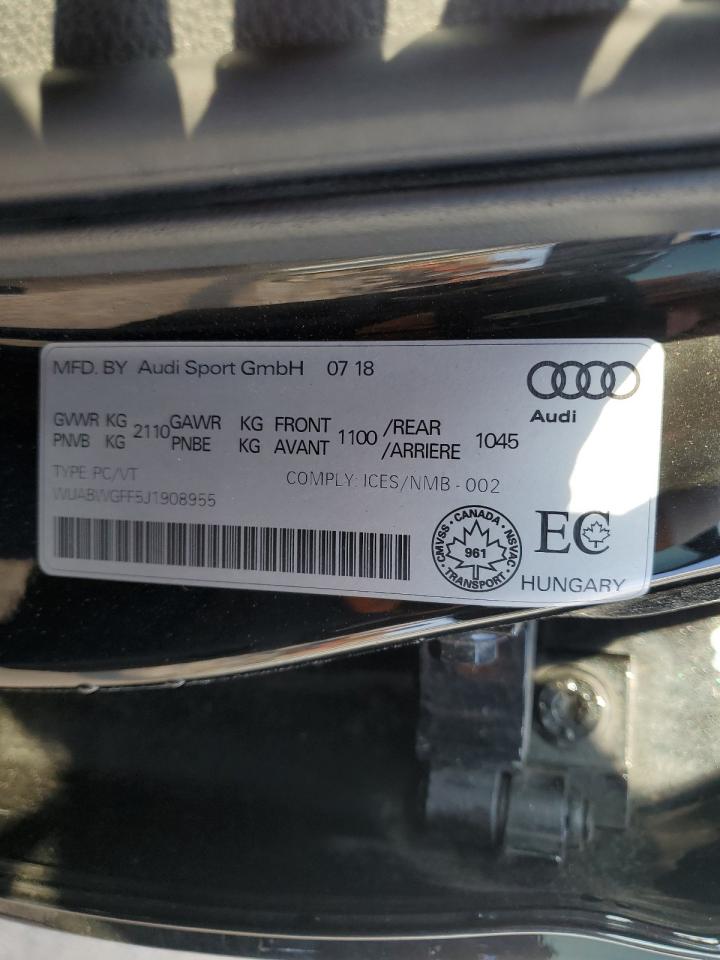 MFD. BY Audi Sport GmbH 07 18
Audi
GVWR KG 2110 GAWR KG FRONT 1100 /REAR 1045
PNVB KG PNBE KG AVANT /ARRIERE
TYPE PC/VT
COMPLY: ICES/NMB - 002
WUABWGFF5J1908955
CMVSS · CANADA · NSVAC
961
TRANSPORT
EC
HUNGARY